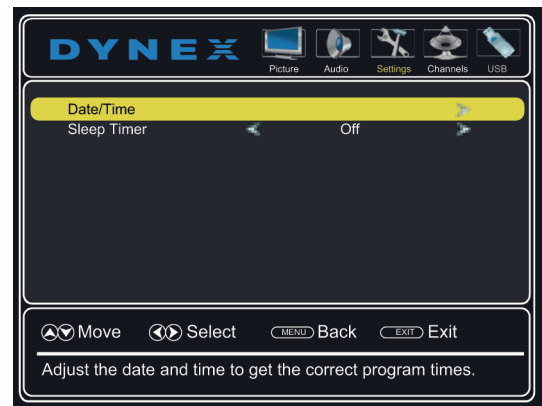 DYNEX
Picture Audio Settings Channels USB
Date/Time
Sleep Timer Off
Move Select MENU Back EXIT Exit
Adjust the date and time to get the correct program times.